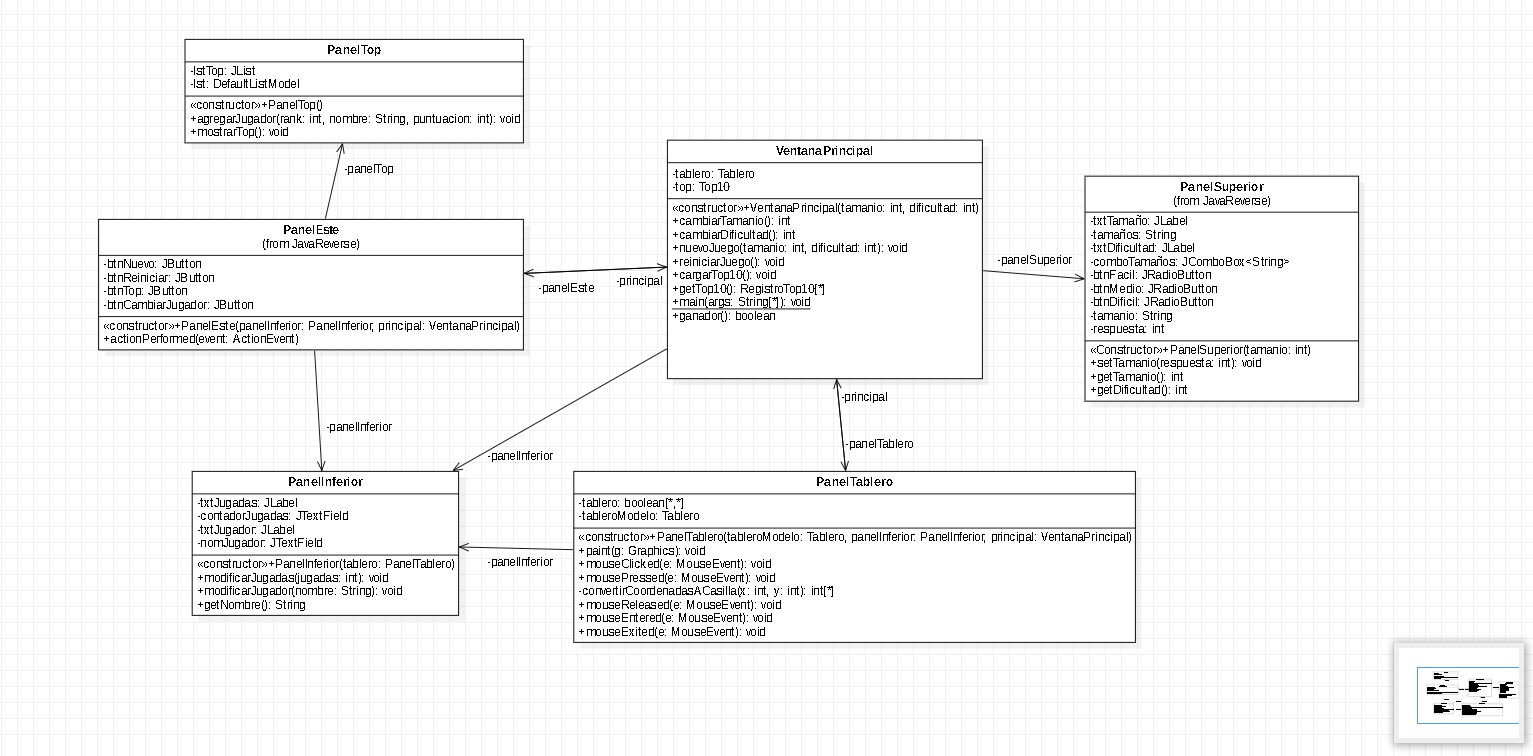 PanelTop
-lstTop: JList
-lst: DefaultListModel
«constructor»+PanelTop()
+agregarJugador(rank: int, nombre: String, puntuacion: int): void
+mostrarTop(): void
-panelTop
PanelEste
(from JavaReverse)
-btnNuevo: JButton
-btnReiniciar: JButton
-btnTop: JButton
-btnCambiarJugador: JButton
«constructor»+PanelEste(panelInferior: PanelInferior, principal: VentanaPrincipal)
+actionPerformed(event: ActionEvent)
-panelEste
-principal
VentanaPrincipal
-tablero: Tablero
-top: Top10
«constructor»+VentanaPrincipal(tamania: int, dificultad: int)
+cambiarTamanio(): int
+cambiarDificultad(): int
+nuevoJuego(tamanio: int, dificultad: int): void
+reiniciarJuego(): void
+cargarTop10(): void
+getTop10(): RegistroTop10[*]
+main(args: String[*]): void
+ganador(): boolean
-panelSuperior
PanelSuperior
(from JavaReverse)
-txtTamaño: JLabel
-tamaños: String
-txtDificultad: JLabel
-comboTamaños: JComboBox<String>
-btnFacil: JRadioButton
-btnMedio: JRadioButton
-btnDificil: JRadioButton
-tamanio: String
-respuesta: int
«Constructor»+PanelSuperior(tamanio: int)
+setTamanio(respuesta: int): void
+getTamanio(): int
+getDificultad(): int
-principal
-panelTablero
-panelInferior
-panelInferior
PanelInferior
-txtJugadas: JLabel
-contadorJugadas: JTextField
-txtJugador: JLabel
-nomJugador: JTextField
«constructor»+PanelInferior(tablero: PanelTablero)
+modificarJugadas(jugadas: int): void
+modificarJugador(nombre: String): void
+getNombre(): String
-panelInferior
PanelTablero
-tablero: boolean[*,*]
-tableroModelo: Tablero
«constructor»+PanelTablero(tableroModelo: Tablero, panelInferior: PanelInferior, principal: VentanaPrincipal)
+paint(g: Graphics): void
+mouseClicked(e: MouseEvent): void
+mousePressed(e: MouseEvent): void
-convertirCoordenadasACasilla(x: int, y: int): int[*]
+mouseReleased(e: MouseEvent): void
+mouseEntered(e: MouseEvent): void
+mouseExited(e: MouseEvent): void